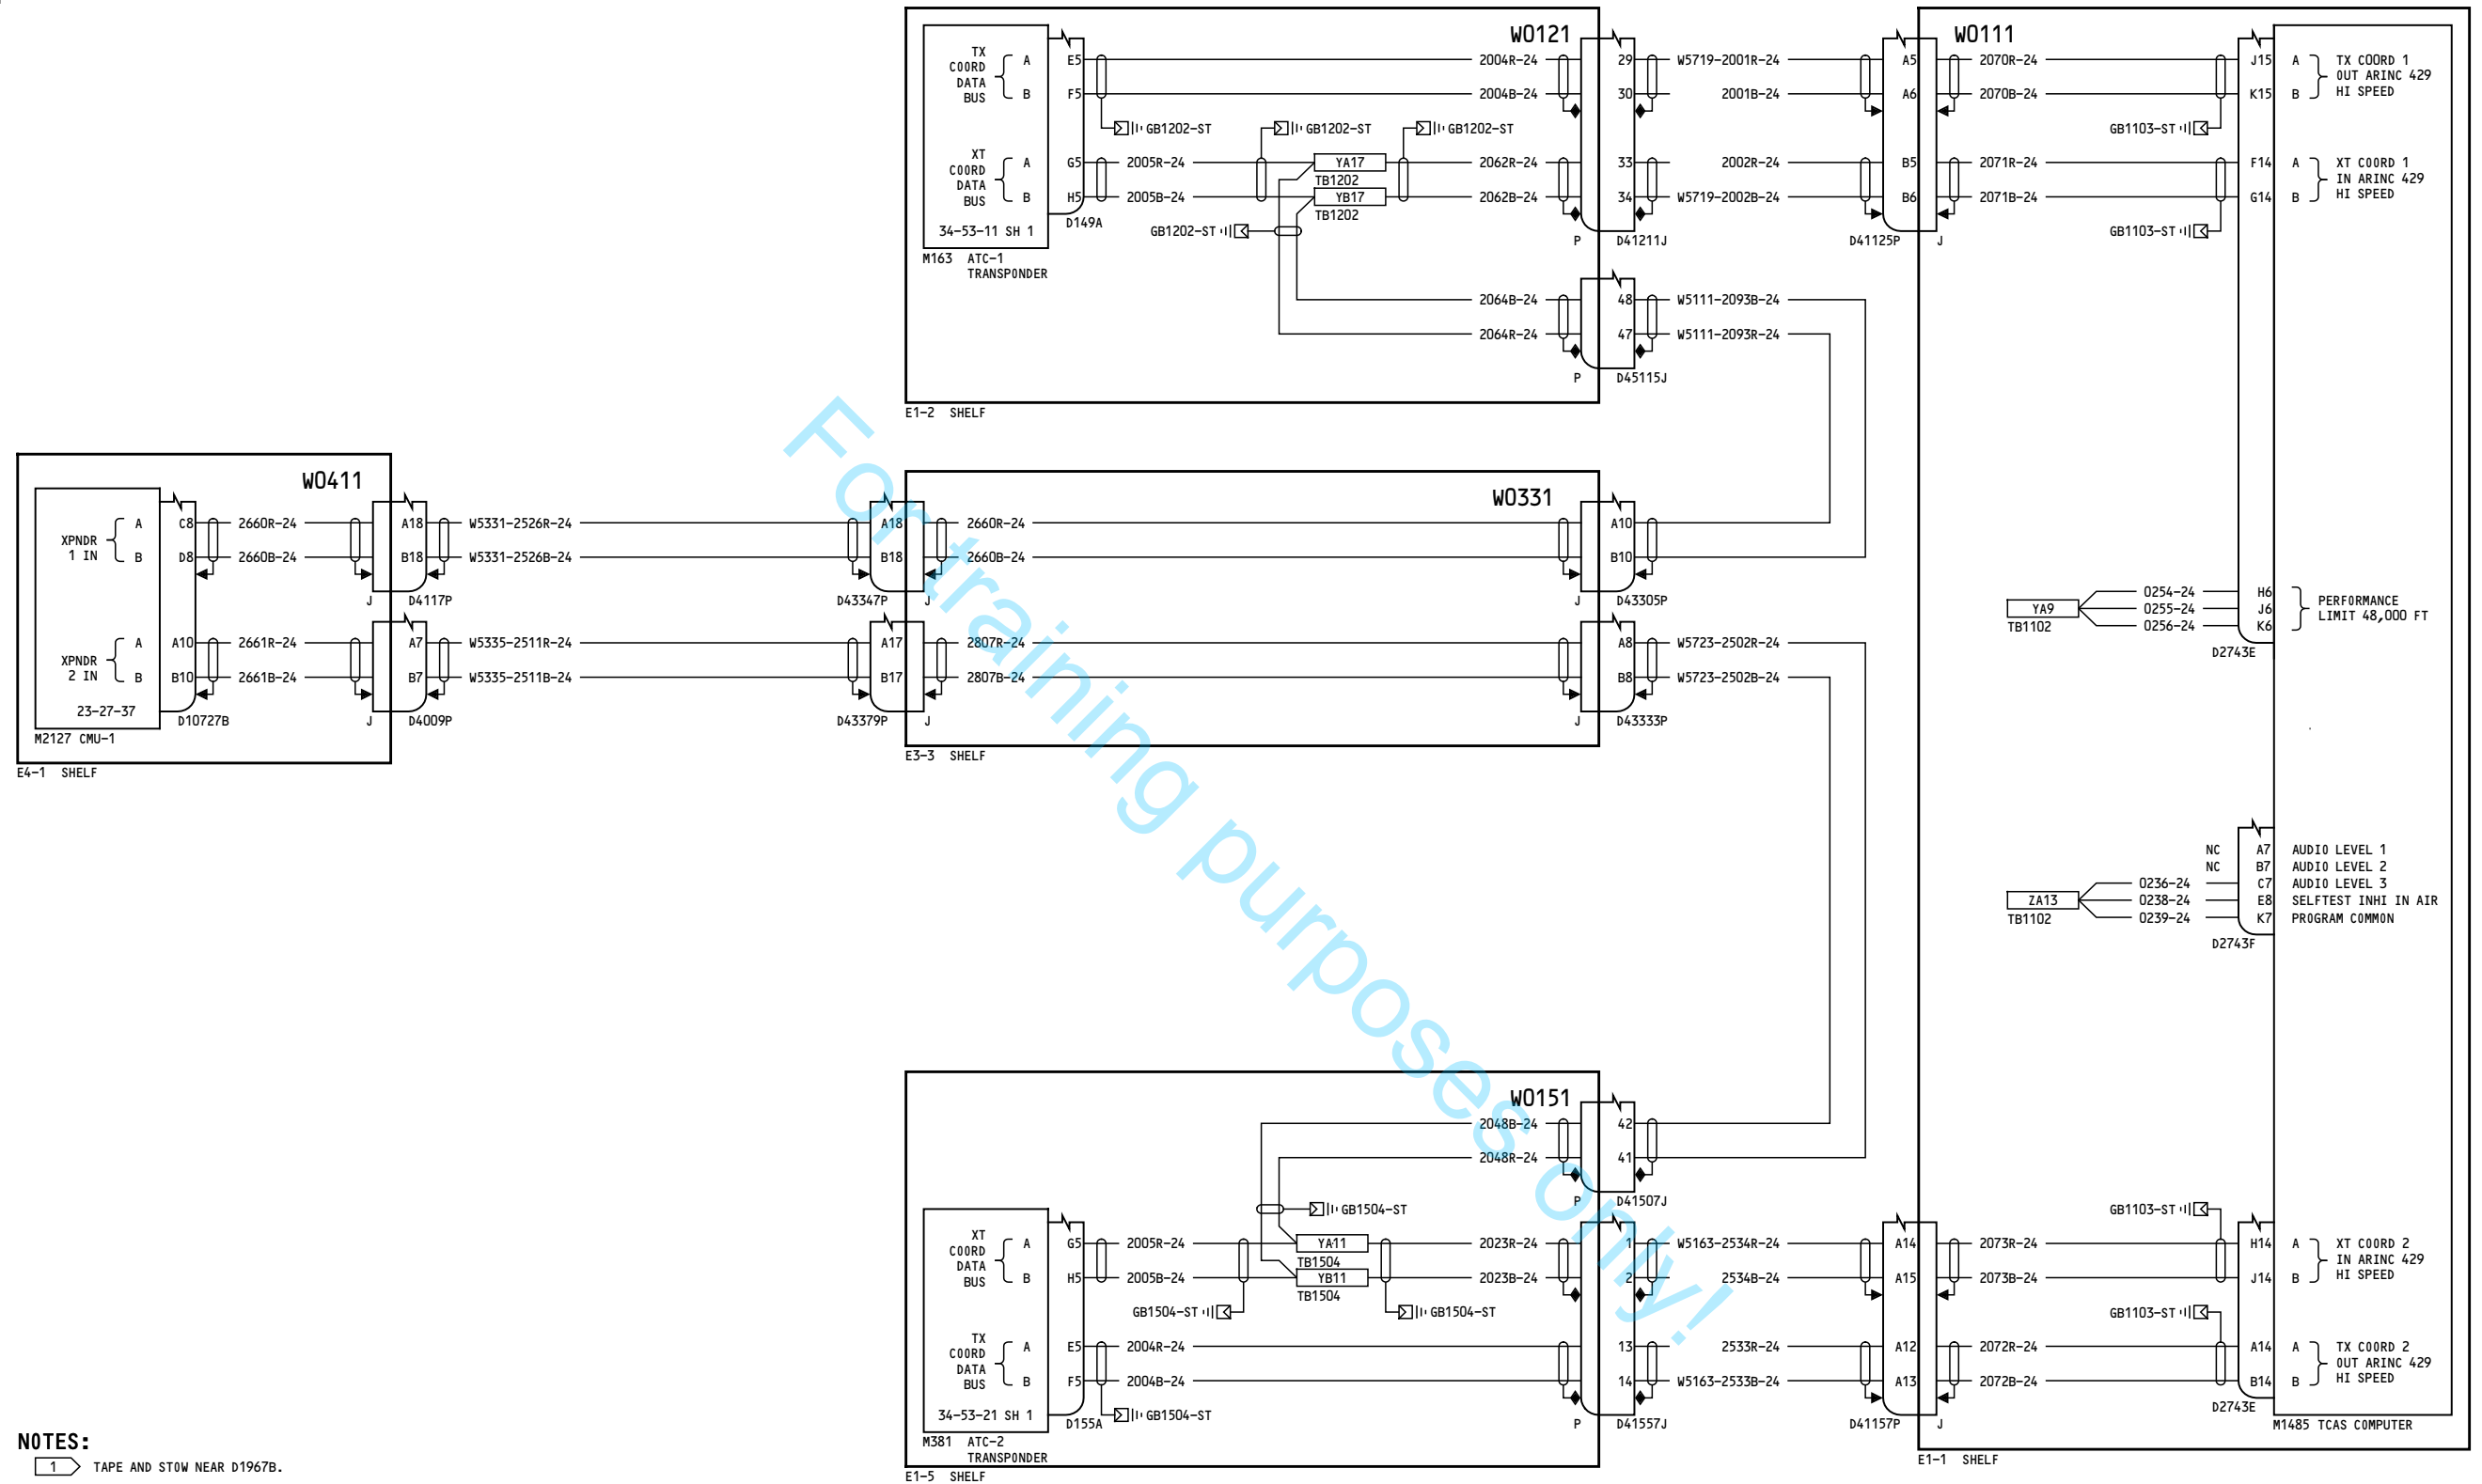 W0121
TX
COORD
DATA
BUS
A
B
E5
F5
2004R-24
2004B-24
GB1202-ST
GB1202-ST
GB1202-ST
XT
COORD
DATA
BUS
A
B
G5
H5
2005R-24
2005B-24
YA17
TB1202
YB17
TB1202
2062R-24
2062B-24
GB1202-ST
34-53-11 SH 1
D149A
M163 ATC-1
TRANSPONDER
29
30
33
34
P
D41211J
2064B-24
2064R-24
48
47
P
D45115J
E1-2 SHELF
W5719-2001R-24
2001B-24
2002R-24
W5719-2002B-24
W5111-2093B-24
W5111-2093R-24
A5
A6
B5
B6
D41125P
J
W0111
2070R-24
2070B-24
GB1103-ST
2071R-24
2071B-24
GB1103-ST
J15
K15
F14
G14
A
B
TX COORD 1
OUT ARINC 429
HI SPEED
A
B
XT COORD 1
IN ARINC 429
HI SPEED
W0411
XPNDR
1 IN
A
B
C8
D8
2660R-24
2660B-24
A18
B18
J
D4117P
W5331-2526R-24
W5331-2526B-24
XPNDR
2 IN
A
B
A10
B10
2661R-24
2661B-24
A7
B7
J
D4009P
W5335-2511R-24
W5335-2511B-24
23-27-37
D10727B
M2127 CMU-1
E4-1 SHELF
W0331
A18
B18
D43347P
J
2660R-24
2660B-24
A10
B10
J
D43305P
A17
B17
D43379P
J
2807R-24
2807B-24
A8
B8
J
D43333P
W5723-2502R-24
W5723-2502B-24
E3-3 SHELF
YA9
TB1102
0254-24
0255-24
0256-24
H6
J6
K6
PERFORMANCE
LIMIT 48,000 FT
D2743E
NC
A7
AUDIO LEVEL 1
NC
B7
AUDIO LEVEL 2
0236-24
C7
AUDIO LEVEL 3
ZA13
TB1102
0238-24
E8
SELFTEST INHI IN AIR
0239-24
K7
PROGRAM COMMON
D2743F
W0151
2048B-24
2048R-24
42
41
P
D41507J
GB1504-ST
XT
COORD
DATA
BUS
A
B
G5
H5
2005R-24
2005B-24
YA11
TB1504
YB11
TB1504
2023R-24
2023B-24
GB1504-ST
GB1504-ST
TX
COORD
DATA
BUS
A
B
E5
F5
2004R-24
2004B-24
GB1504-ST
34-53-21 SH 1
D155A
M381 ATC-2
TRANSPONDER
E1-5 SHELF
1
2
13
14
P
D41557J
W5163-2534R-24
2534B-24
2533R-24
W5163-2533B-24
A14
A15
A12
A13
D41157P
J
GB1103-ST
2073R-24
2073B-24
GB1103-ST
2072R-24
2072B-24
H14
J14
A14
B14
D2743E
A
B
XT COORD 2
IN ARINC 429
HI SPEED
A
B
TX COORD 2
OUT ARINC 429
HI SPEED
M1485 TCAS COMPUTER
E1-1 SHELF
NOTES:
1 TAPE AND STOW NEAR D1967B.
For training purposes only!